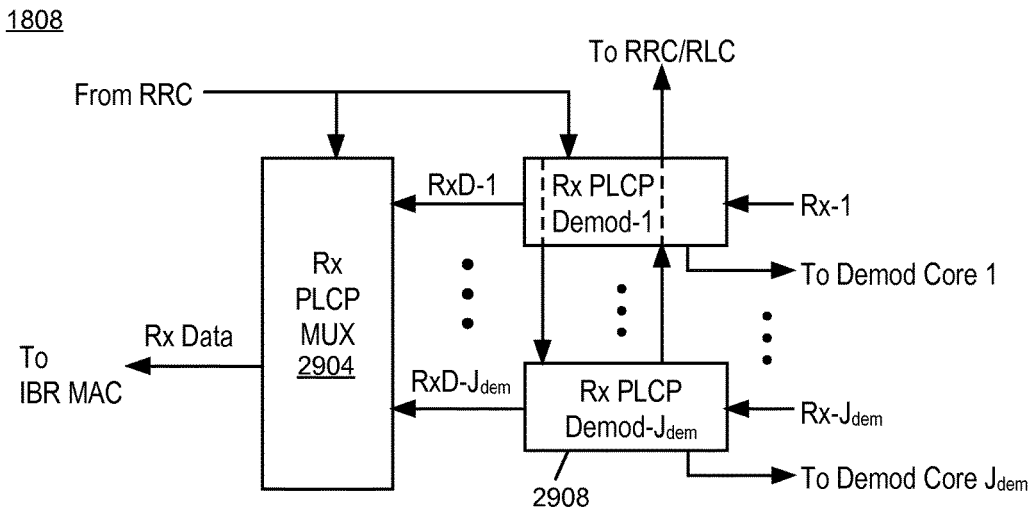 1808
To RRC/RLC
From RRC
RxD-1
Rx PLCP
Demod-1
Rx-1
To Demod Core 1
Rx
PLCP
MUX
2904
Rx Data
To
IBR MAC
RxD-Jdem
Rx PLCP
Demod-Jdem
Rx-Jdem
To Demod Core Jdem
2908